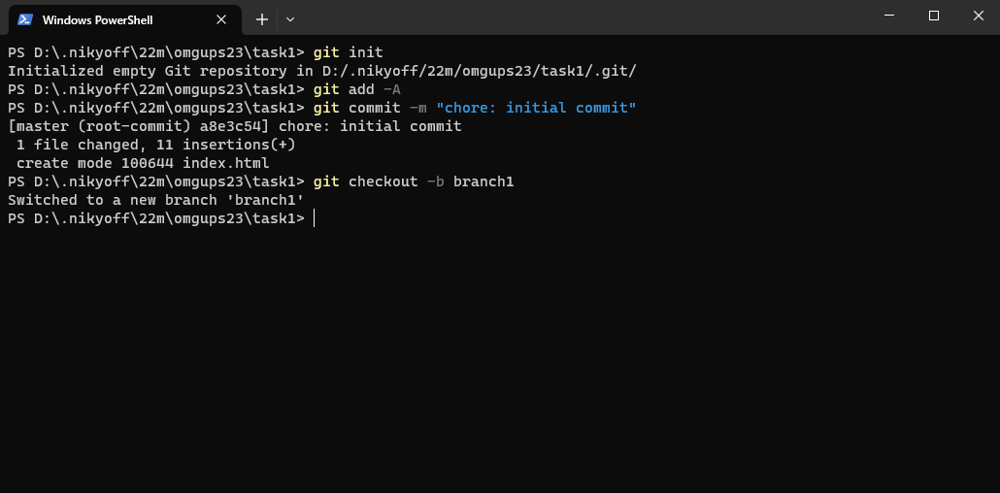 Windows PowerShell
PS D:\.nikyoff\22m\omgups23\task1> git init
Initialized empty Git repository in D:/.nikyoff/22m/omgups23/task1/.git/
PS D:\.nikyoff\22m\omgups23\task1> git add -A
PS D:\.nikyoff\22m\omgups23\task1> git commit -m "chore: initial commit"
[master (root-commit) a8e3c54] chore: initial commit
 1 file changed, 11 insertions(+)
 create mode 100644 index.html
PS D:\.nikyoff\22m\omgups23\task1> git checkout -b branch1
Switched to a new branch 'branch1'
PS D:\.nikyoff\22m\omgups23\task1>